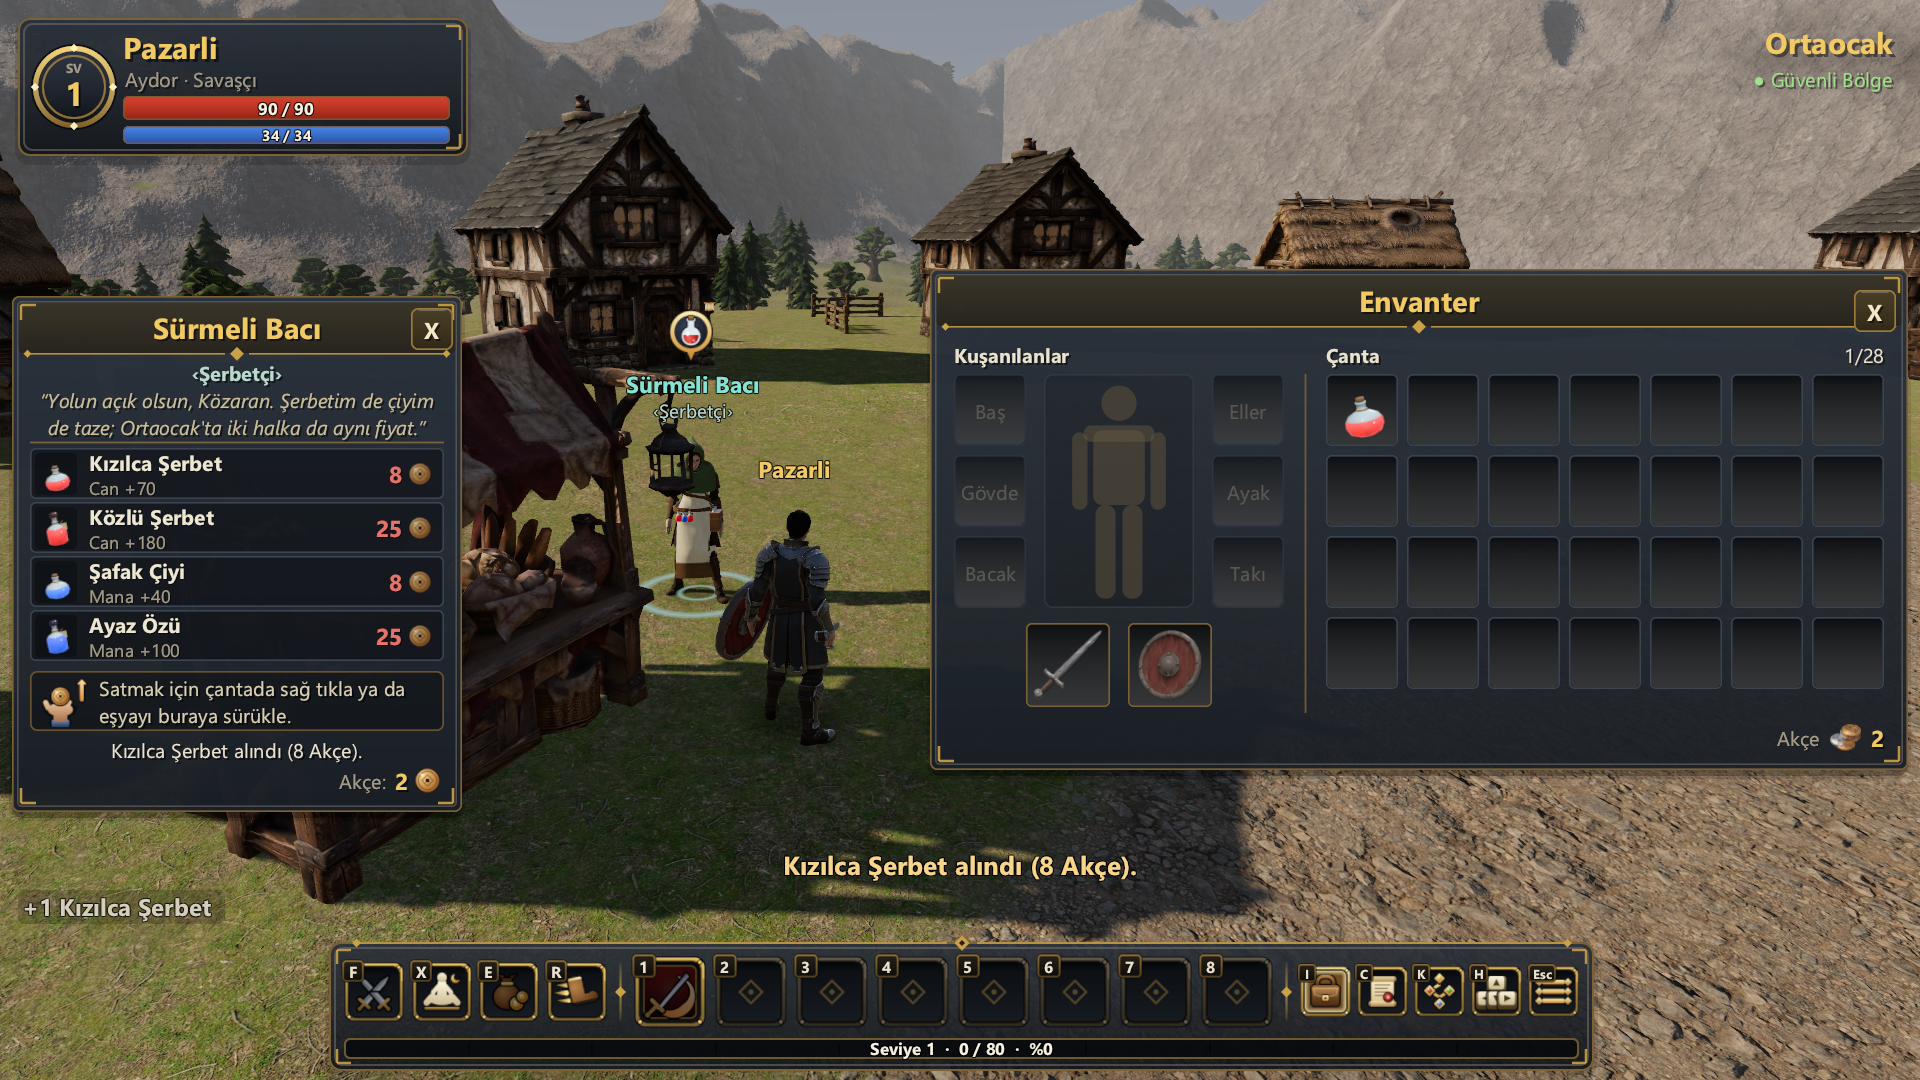 Pazarli
SV
1
Aydor · Savaşçı
90 / 90
34 / 34
Ortaocak
• Güvenli Bölge
Sürmeli Bacı
X
‹Şerbetçi›
“Yolun açık olsun, Közaran. Şerbetim de çiyim
de taze; Ortaocak'ta iki halka da aynı fiyat.”
Kızılca Şerbet
Can +70
8
Közlü Şerbet
Can +180
25
Şafak Çiyi
Mana +40
8
Ayaz Özü
Mana +100
25
Satmak için çantada sağ tıkla ya da
eşyayı buraya sürükle.
Kızılca Şerbet alındı (8 Akçe).
Akçe: 2
Sürmeli Bacı
‹Şerbetçi›
Pazarli
Envanter
X
Kuşanılanlar
Baş
Eller
Gövde
Ayak
Bacak
Takı
Çanta
1/28
Akçe 2
Kızılca Şerbet alındı (8 Akçe).
+1 Kızılca Şerbet
F
X
E
R
1
2
3
4
5
6
7
8
I
C
K
H
Esc
Seviye 1 · 0 / 80 · %0